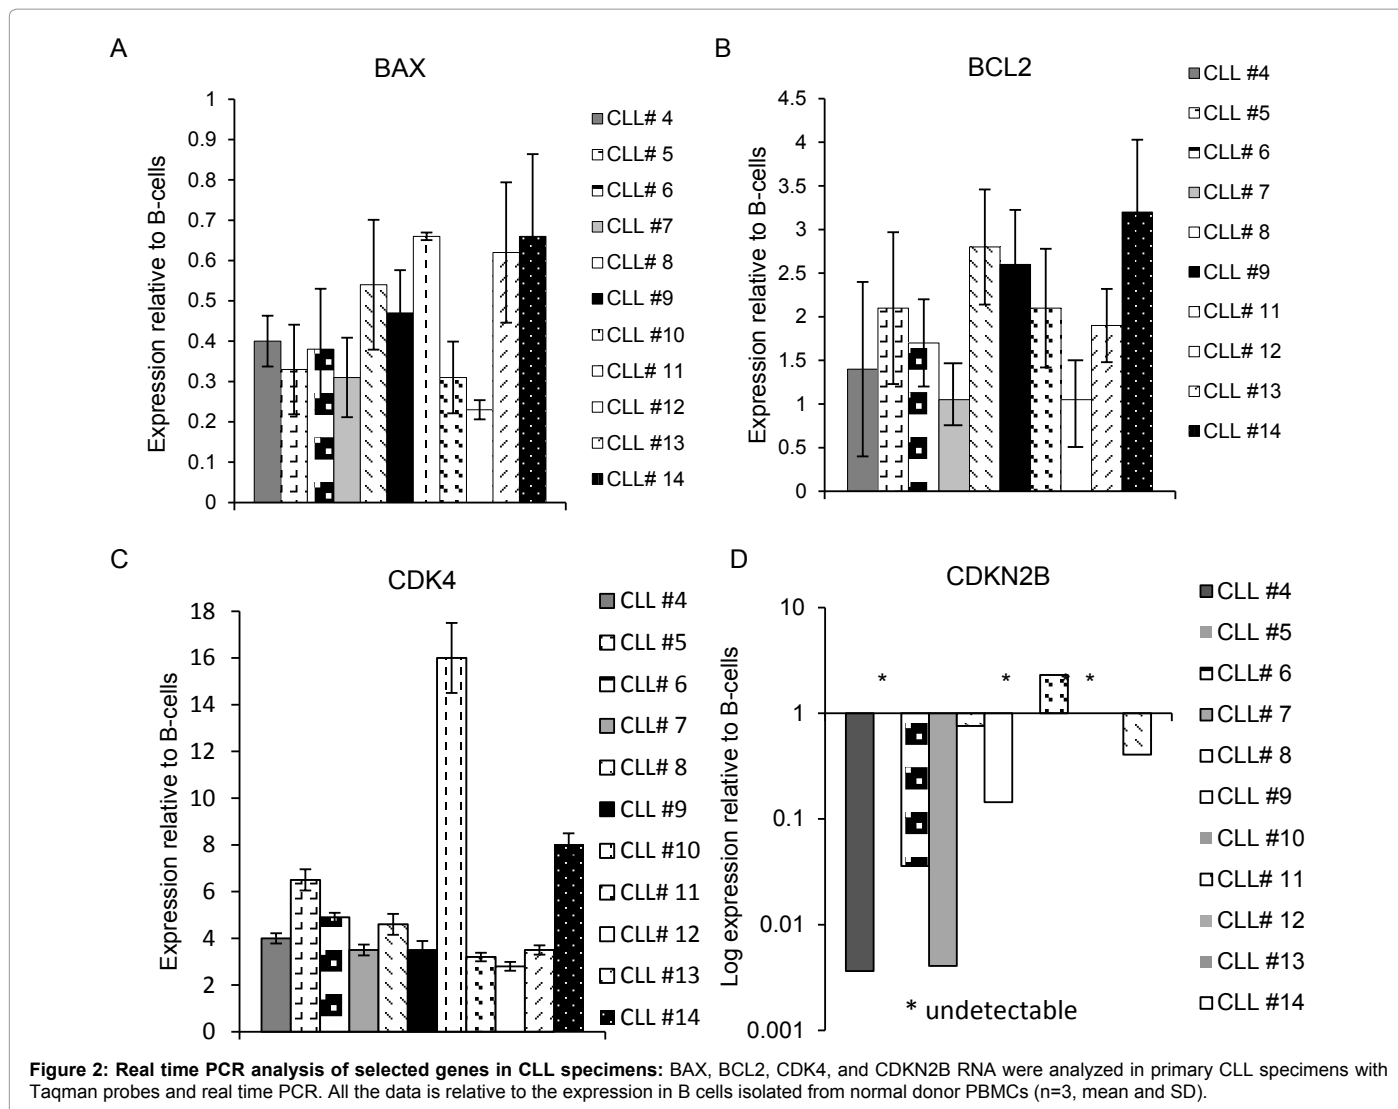 A
BAX
Expression relative to B-cells
1
0.9
0.8
0.7
0.6
0.5
0.4
0.3
0.2
0.1
0
CLL# 4
CLL# 5
CLL# 6
CLL #7
CLL# 8
CLL #9
CLL #10
CLL# 11
CLL #12
CLL #13
CLL# 14
B
BCL2
Expression relative to B-cells
4.5
4
3.5
3
2.5
2
1.5
1
0.5
0
CLL #4
CLL #5
CLL# 6
CLL# 7
CLL# 8
CLL #9
CLL# 11
CLL# 12
CLL #13
CLL #14
C
CDK4
Expression relative to B-cells
18
16
14
12
10
8
6
4
2
0
CLL #4
CLL #5
CLL# 6
CLL# 7
CLL# 8
CLL #9
CLL #10
CLL# 11
CLL# 12
CLL #13
CLL #14
D
CDKN2B
Log expression relative to B-cells
10
1
0.1
0.01
0.001
* * * *
* undetectable
CLL #4
CLL #5
CLL# 6
CLL# 7
CLL# 8
CLL #9
CLL #10
CLL# 11
CLL# 12
CLL #13
CLL #14
Figure 2: Real time PCR analysis of selected genes in CLL specimens: BAX, BCL2, CDK4, and CDKN2B RNA were analyzed in primary CLL specimens with
Taqman probes and real time PCR. All the data is relative to the expression in B cells isolated from normal donor PBMCs (n=3, mean and SD).